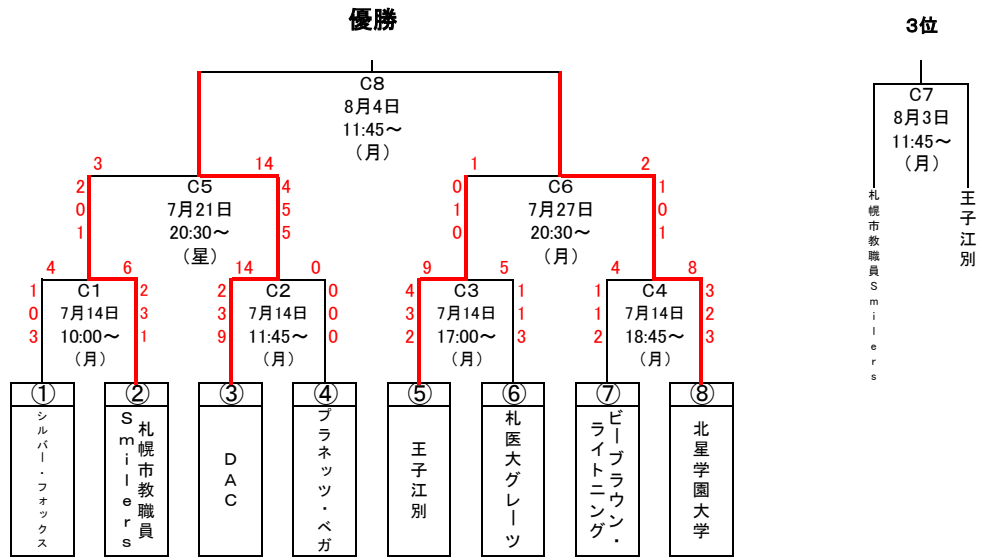 優勝
3位
C8
8月4日
11:45～
（月）
C7
8月3日
11:45～
（月）
札幌市教職員Smilers
王子江別
3
14
2
0
1
C5
7月21日
20:30～
（星）
4
5
5
1
2
0
1
0
C6
7月27日
20:30～
（月）
1
0
1
4
6
1
0
3
C1
7月14日
10:00～
（月）
2
3
1
14
0
2
3
9
C2
7月14日
11:45～
（月）
0
0
0
9
5
4
3
2
C3
7月14日
17:00～
（月）
1
1
3
4
8
1
1
2
C4
7月14日
18:45～
（月）
3
2
3
①
シルバー・フォックス
②
札幌市教職員
Smilers
③
DAC
④
プラネッツ・ベガ
⑤
王子江別
⑥
札医大グレーツ
⑦
ビーブラウン・
ライトニング
⑧
北星学園大学